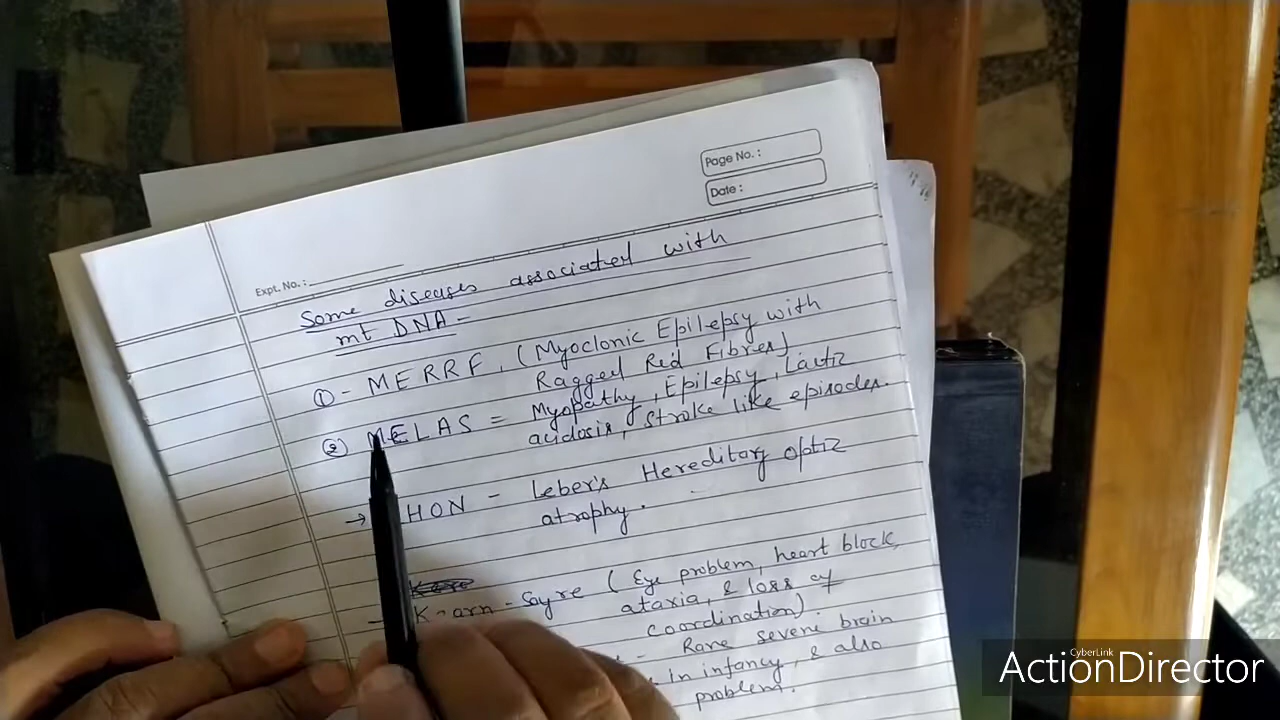 Page No. :
Date :
Expt. No. :
Some diseases associated with
mt DNA -
① - MERRF, (Myoclonic Epilepsy with
Ragged Red Fibres)
② MELAS = Myopathy, Epilepsy, Lactic
acidosis, Stroke like episodes.
→ HON - Leber's Hereditary optic
atrophy.
Kearn - Sayre ( Eye problem, heart block,
ataxia, & loss of
coordination).
- Rare severe brain
In infancy, & also
problem.
CyberLink
ActionDirector